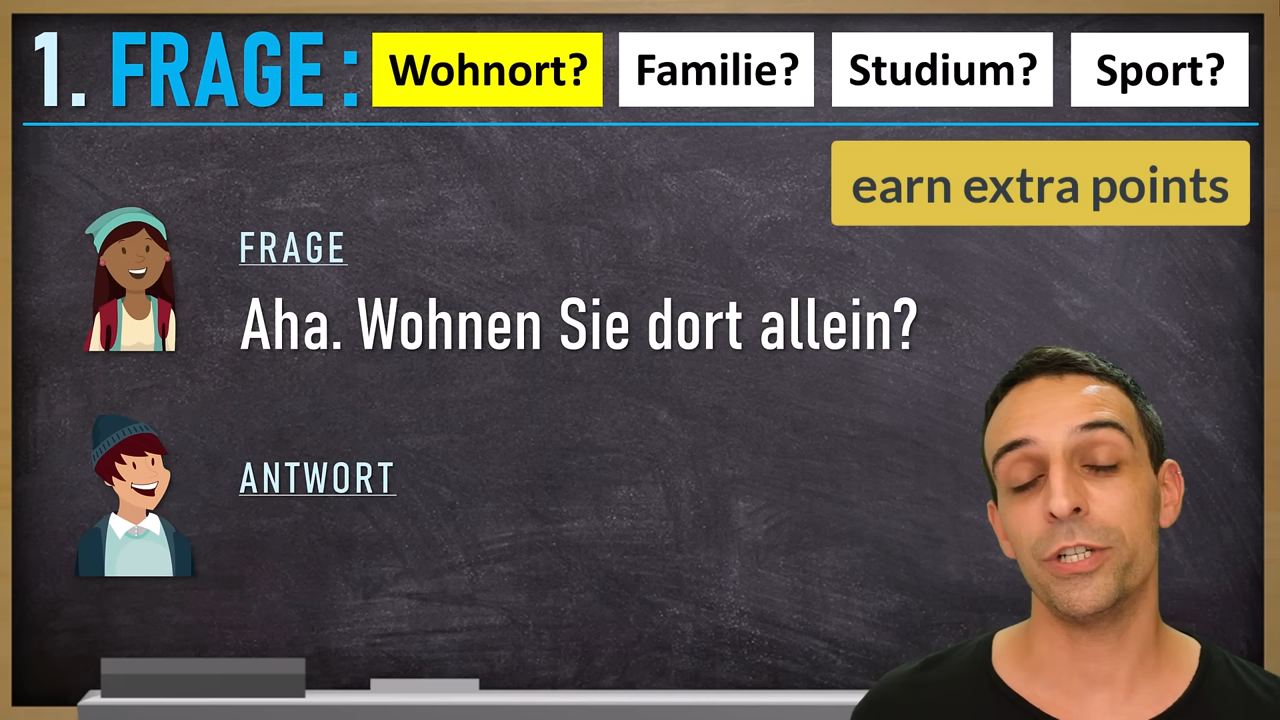 1. FRAGE: Wohnort? Familie? Studium? Sport?
earn extra points
FRAGE
Aha. Wohnen Sie dort allein?
ANTWORT